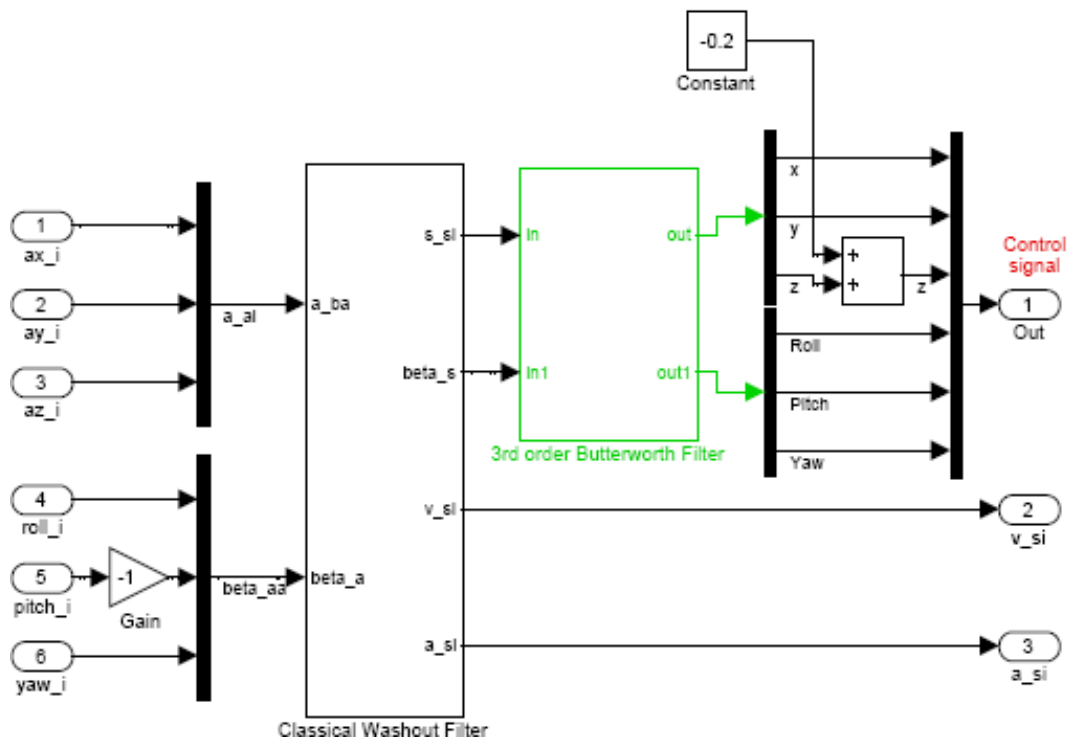 -0.2
Constant
x
y
z
+
+
z
Control
signal
1
Out
1
ax_i
2
ay_i
3
az_i
a_al
a_ba
s_sl
In
out
beta_s
In1
out1
3rd order Butterworth Filter
Roll
Pitch
Yaw
4
roll_i
5
pitch_i
-1
Gain
6
yaw_i
beta_aa
beta_a
v_sl
a_sl
Classical Washout Filter
2
v_si
3
a_si